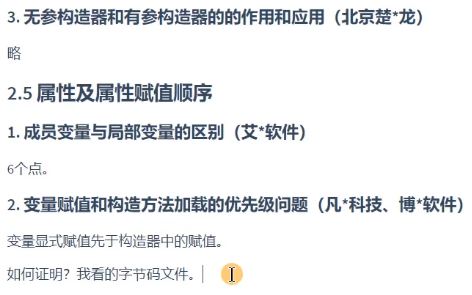 3. 无参构造器和有参构造器的的作用和应用（北京楚*龙）
略
2.5 属性及属性赋值顺序
1. 成员变量与局部变量的区别（艾*软件）
6个点。
2. 变量赋值和构造方法加载的优先级问题（凡*科技、博*软件）
变量显式赋值先于构造器中的赋值。
如何证明？我看的字节码文件。